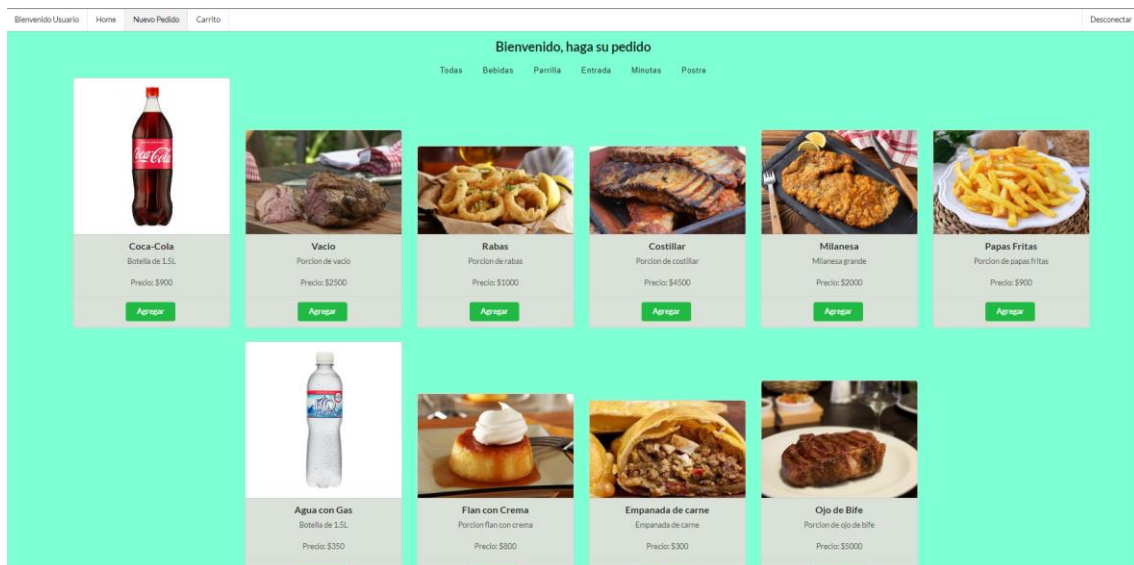 Bienvenido Usuario Home Nuevo Pedido Carrito Desconectar
Bienvenido, haga su pedido
Todas Bebidas Parrilla Entrada Minutas Postre
Coca-Cola
Coca-Cola
Botella de 1.5L
Precio: $900
Agregar
Vacio
Porcion de vacio
Precio: $2500
Agregar
Rabas
Porcion de rabas
Precio: $1000
Agregar
Costillar
Porcion de costillar
Precio: $4500
Agregar
Milanesa
Milanesa grande
Precio: $2000
Agregar
Papas Fritas
Porcion de papas fritas
Precio: $900
Agregar
Agua con Gas
Botella de 1.5L
Precio: $350
Flan con Crema
Porcion flan con crema
Precio: $800
Empanada de carne
Empanada de carne
Precio: $300
Ojo de Bife
Porcion de ojo de bife
Precio: $5000